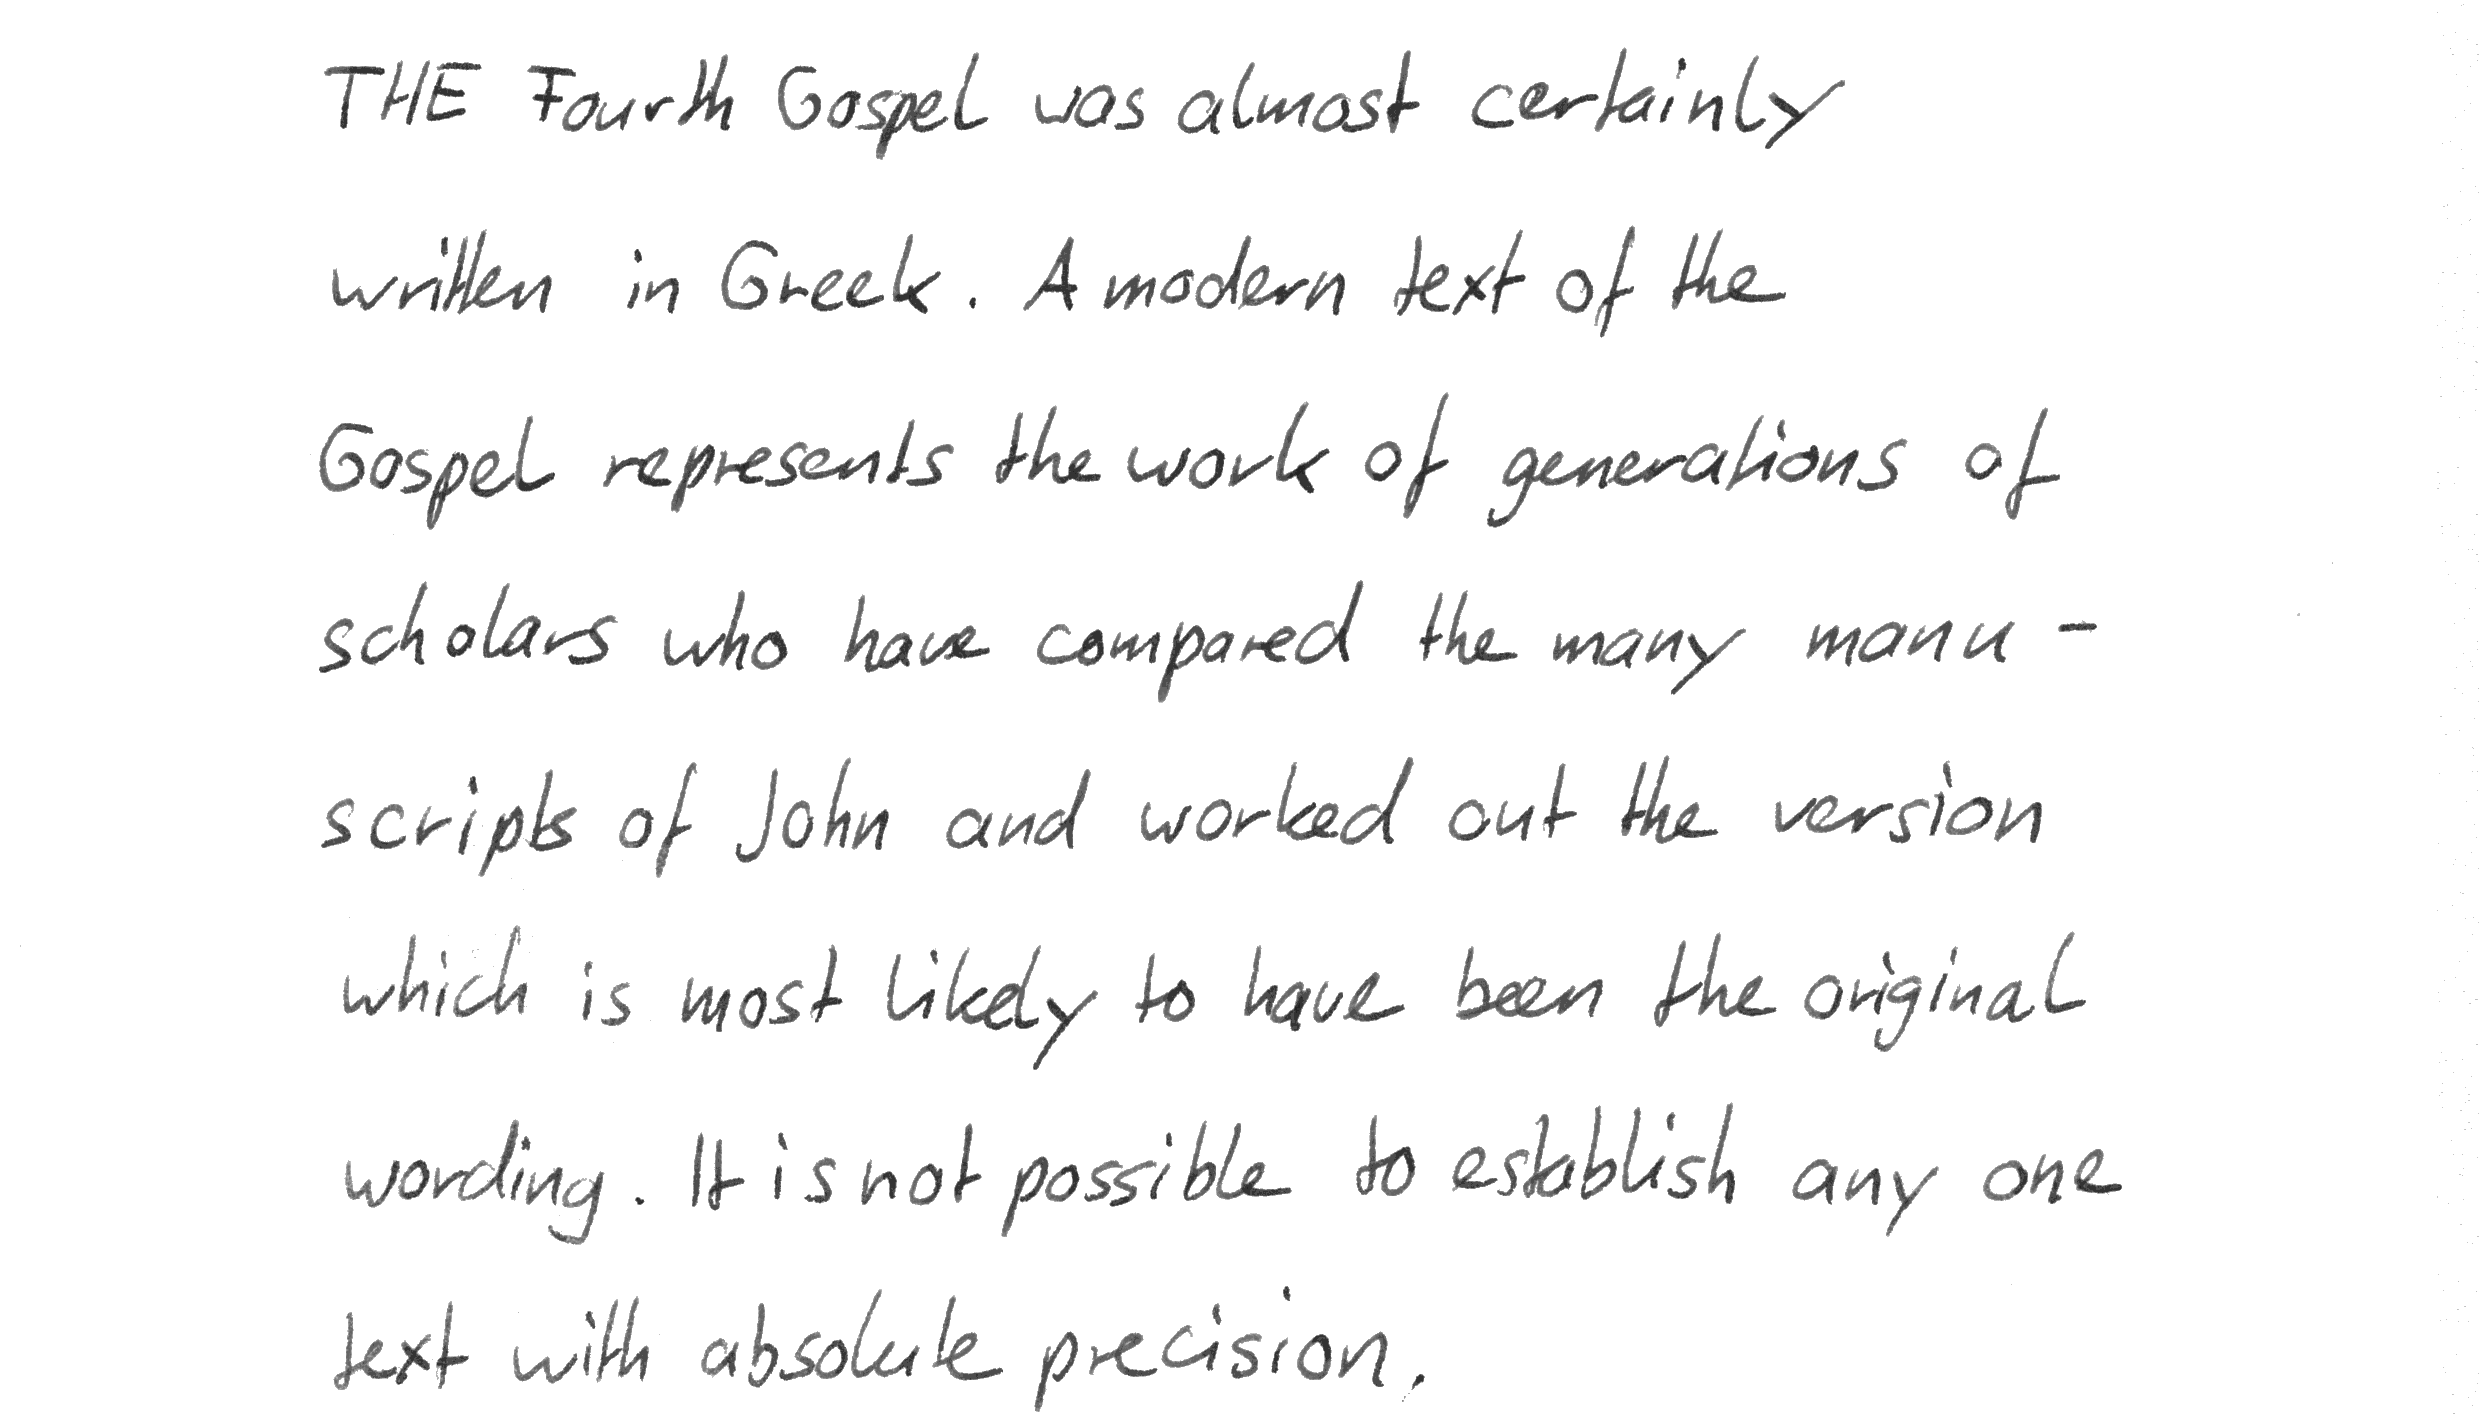 THE Fourth Gospel was almost certainly
written in Greek. A modern text of the
Gospel represents the work of generations of
scholars who have compared the many manu-
scripts of John and worked out the version
which is most likely to have been the original
wording. It is not possible to establish any one
text with absolute precision.